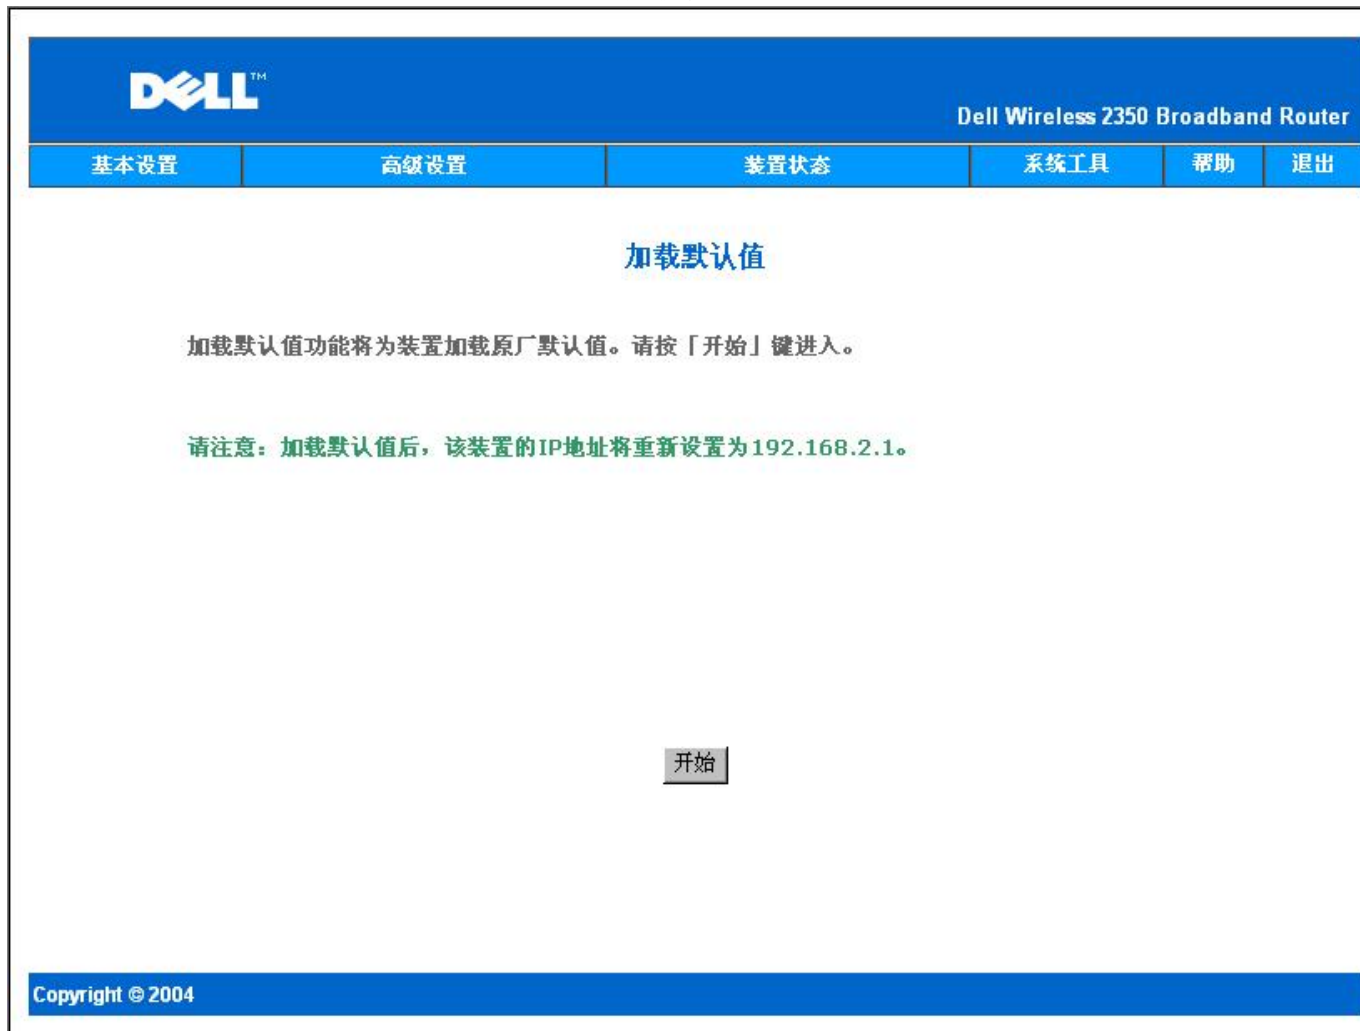 DELL™
Dell Wireless 2350 Broadband Router
基本设置 高级设置 装置状态 系统工具 帮助 退出
加载默认值
加载默认值功能将为装置加载原厂默认值。请按「开始」键进入。
请注意：加载默认值后，该装置的IP地址将重新设置为192.168.2.1。
开始
Copyright © 2004